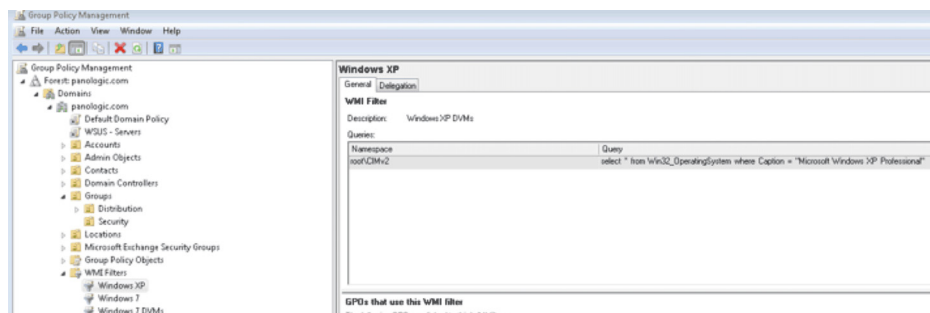 Group Policy Management
File Action View Window Help
Group Policy Management
Forest: panologic.com
Domains
panologic.com
Default Domain Policy
WSUS - Servers
Accounts
Admin Objects
Contacts
Domain Controllers
Groups
Distribution
Security
Locations
Microsoft Exchange Security Groups
Group Policy Objects
WMI Filters
Windows XP
Windows 7
Windows 7 DVMs
Windows XP
General Delegation
WMI Filter
Description: Windows XP DVMs
Queries:
Namespace Query
root\CIMv2 select * from Win32_OperatingSystem where Caption = "Microsoft Windows XP Professional"
GPOs that use this WMI filter